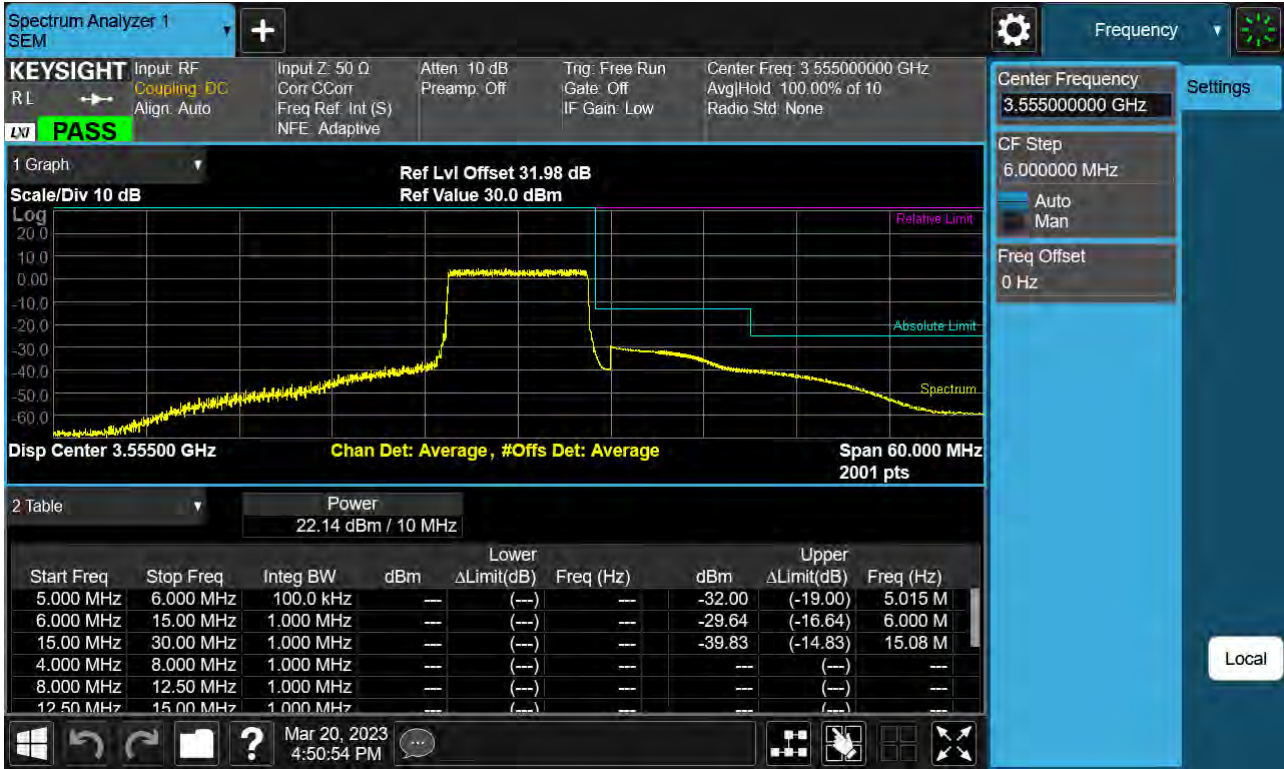 Spectrum Analyzer 1
SEM
+
Frequency
KEYSIGHT
R L
LXI
PASS
Input: RF
Coupling: DC
Align: Auto
Input Z: 50 Ω
Corr CCorr
Freq Ref: Int (S)
NFE: Adaptive
Atten: 10 dB
Preamp: Off
Trig: Free Run
Gate: Off
IF Gain: Low
Center Freq: 3.555000000 GHz
Avg|Hold: 100.00% of 10
Radio Std: None
Center Frequency
3.555000000 GHz
Settings
CF Step
6.000000 MHz
Auto
Man
Freq Offset
0 Hz
1 Graph
Ref Lvl Offset 31.98 dB
Scale/Div 10 dB
Ref Value 30.0 dBm
Log
20.0
10.0
0.00
-10.0
-20.0
-30.0
-40.0
-50.0
-60.0
Relative Limit
Absolute Limit
Spectrum
Disp Center 3.55500 GHz
Chan Det: Average , #Offs Det: Average
Span 60.000 MHz
2001 pts
2 Table
Power
22.14 dBm / 10 MHz
Lower Upper
Start Freq Stop Freq Integ BW dBm ΔLimit(dB) Freq (Hz) dBm ΔLimit(dB) Freq (Hz)
5.000 MHz 6.000 MHz 100.0 kHz --- (---) --- -32.00 (-19.00) 5.015 M
6.000 MHz 15.00 MHz 1.000 MHz --- (---) --- -29.64 (-16.64) 6.000 M
15.00 MHz 30.00 MHz 1.000 MHz --- (---) --- -39.83 (-14.83) 15.08 M
4.000 MHz 8.000 MHz 1.000 MHz --- (---) --- --- (---) ---
8.000 MHz 12.50 MHz 1.000 MHz --- (---) --- --- (---) ---
12.50 MHz 15.00 MHz 1.000 MHz --- (---) --- --- (---) ---
Local
?
Mar 20, 2023
4:50:54 PM